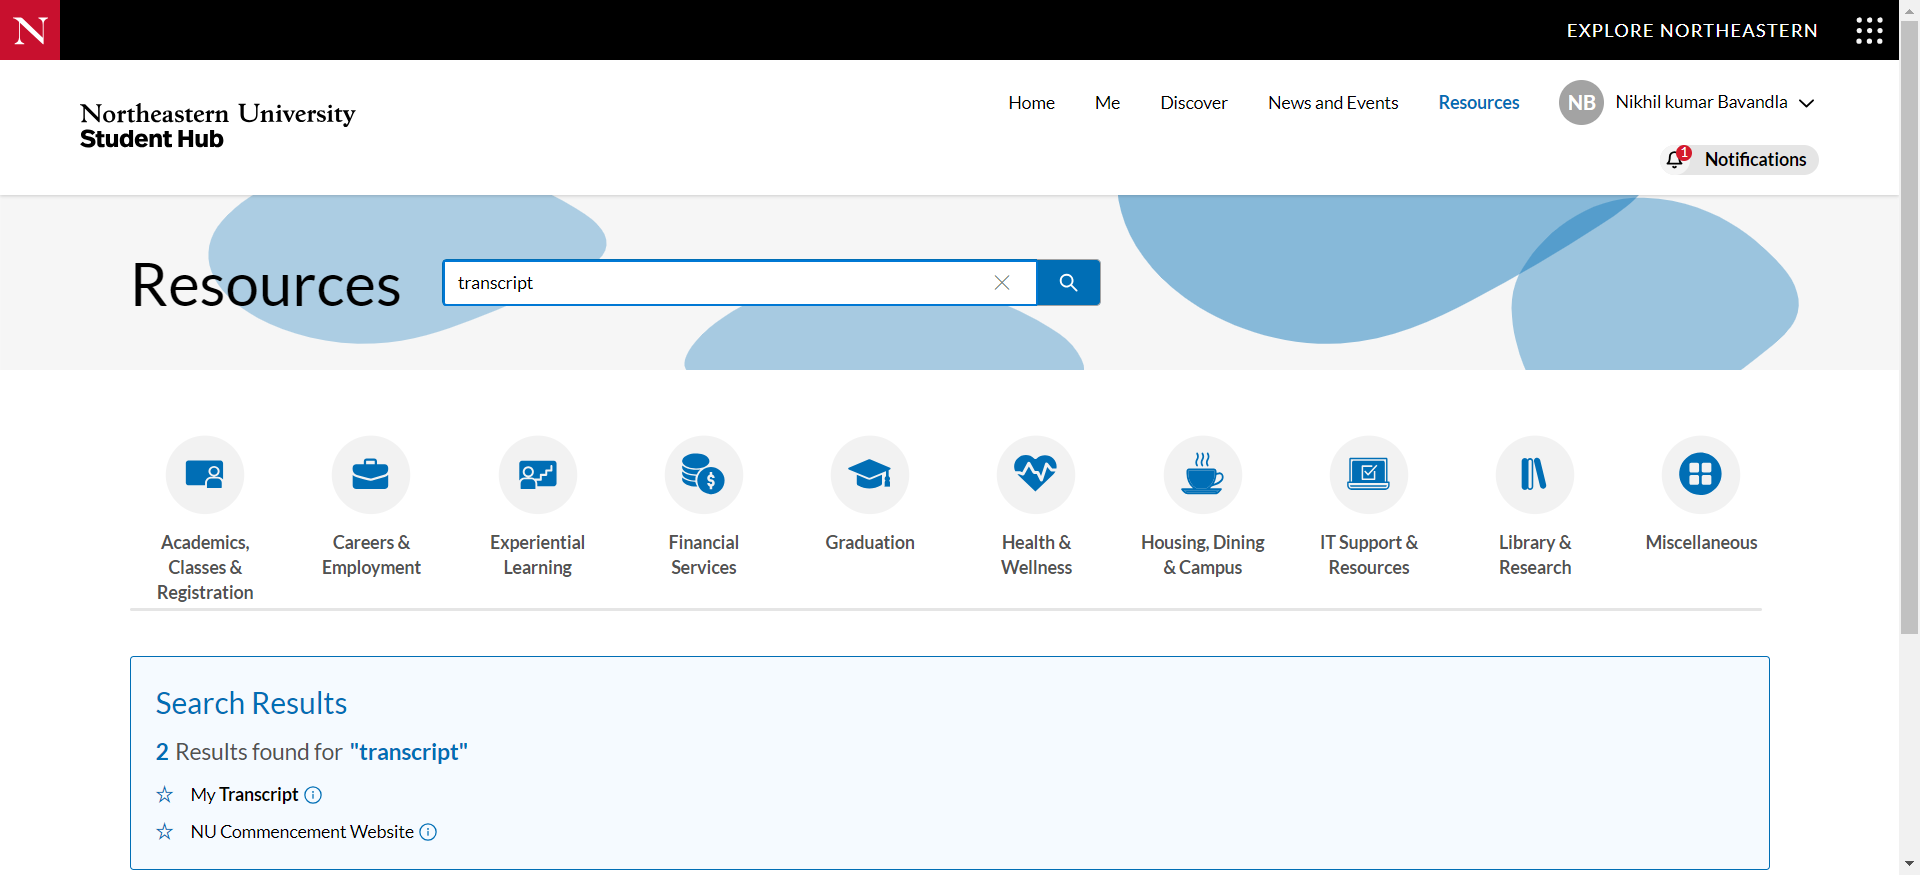 N
EXPLORE NORTHEASTERN
Northeastern University
Student Hub
Home
Me
Discover
News and Events
Resources
NB
Nikhil kumar Bavandla
1
Notifications
Resources
transcript
Academics,
Classes &
Registration
Careers &
Employment
Experiential
Learning
Financial
Services
Graduation
Health &
Wellness
Housing, Dining
& Campus
IT Support &
Resources
Library &
Research
Miscellaneous
Search Results
2 Results found for "transcript"
My Transcript
NU Commencement Website